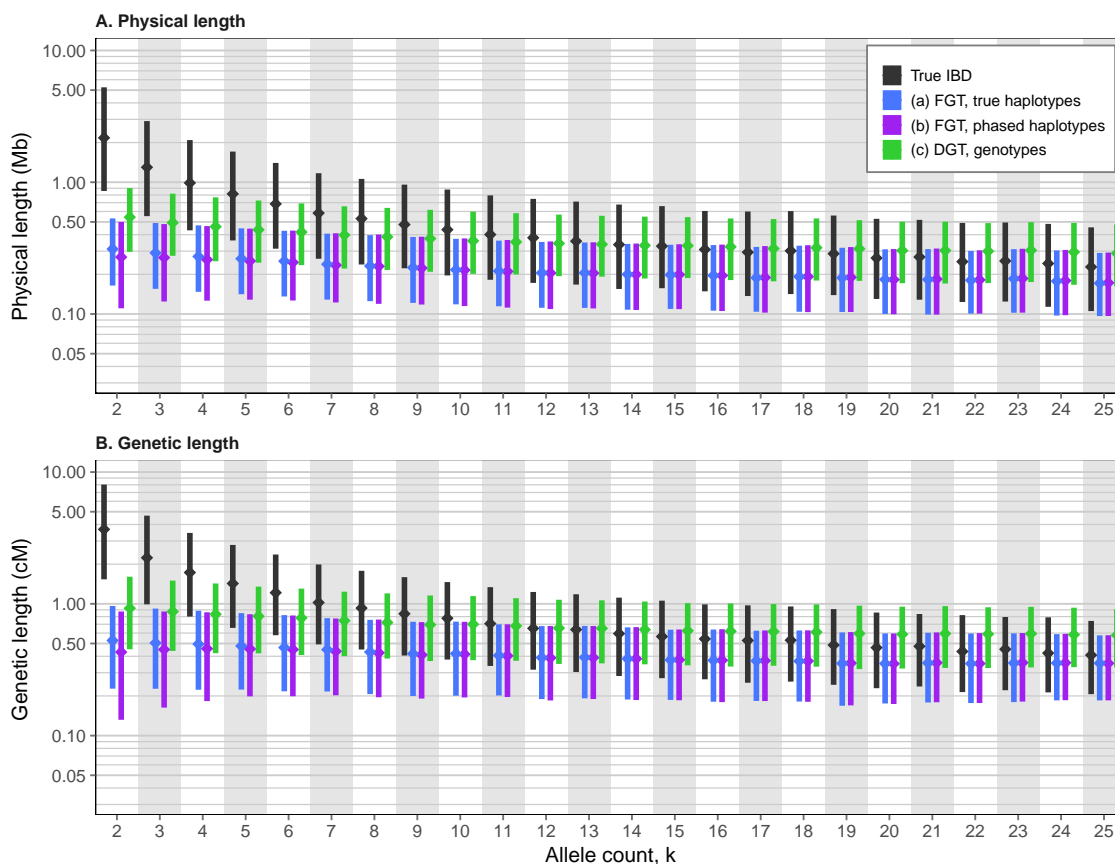 A. Physical length
10.00
5.00
1.00
0.50
0.10
0.05
Physical length (Mb)
True IBD
(a) FGT, true haplotypes
(b) FGT, phased haplotypes
(c) DGT, genotypes
2 3 4 5 6 7 8 9 10 11 12 13 14 15 16 17 18 19 20 21 22 23 24 25
B. Genetic length
10.00
5.00
1.00
0.50
0.10
0.05
Genetic length (cM)
2 3 4 5 6 7 8 9 10 11 12 13 14 15 16 17 18 19 20 21 22 23 24 25
Allele count, k